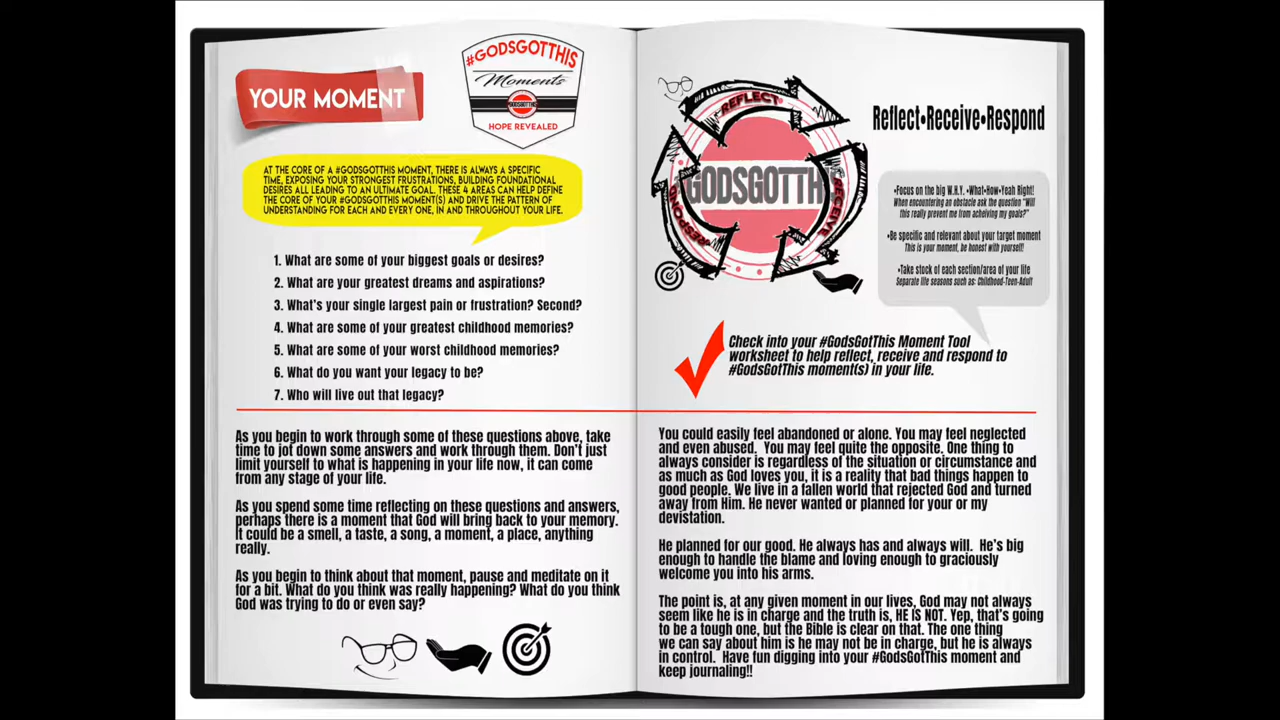 YOUR MOMENT
#GODSGOTTHIS
Moments
GODSGOTTHIS
HOPE REVEALED
AT THE CORE OF A #GODSGOTTHIS MOMENT, THERE IS ALWAYS A SPECIFIC
TIME, EXPOSING YOUR STRONGEST FRUSTRATIONS, BUILDING FOUNDATIONAL
DESIRES ALL LEADING TO AN ULTIMATE GOAL. THESE 4 AREAS CAN HELP DEFINE
THE CORE OF YOUR #GODSGOTTHIS MOMENT(S) AND DRIVE THE PATTERN OF
UNDERSTANDING FOR EACH AND EVERY ONE, IN AND THROUGHOUT YOUR LIFE.
1. What are some of your biggest goals or desires?
2. What are your greatest dreams and aspirations?
3. What's your single largest pain or frustration? Second?
4. What are some of your greatest childhood memories?
5. What are some of your worst childhood memories?
6. What do you want your legacy to be?
7. Who will live out that legacy?
As you begin to work through some of these questions above, take
time to jot down some answers and work through them. Don't just
limit yourself to what is happening in your life now, it can come
from any stage of your life.
As you spend some time reflecting on these questions and answers,
perhaps there is a moment that God will bring back to your memory.
It could be a smell, a taste, a song, a moment, a place, anything
really.
As you begin to think about that moment, pause and meditate on it
for a bit. What do you think was really happening? What do you think
God was trying to do or even say?
REFLECT
RECEIVE
RESPOND
GODSGOTTH
Reflect•Receive•Respond
•Focus on the big W.H.Y. •What•How•Yeah Right!
When encountering an obstacle ask the question "Will
this really prevent me from acheiving my goals?"
•Be specific and relevant about your target moment
This is your moment, be honest with yourself!
•Take stock of each section/area of your life
Separate life seasons such as: Childhood-Teen-Adult
Check into your #GodsGotThis Moment Tool
worksheet to help reflect, receive and respond to
#GodsGotThis moment(s) in your life.
You could easily feel abandoned or alone. You may feel neglected
and even abused. You may feel quite the opposite. One thing to
always consider is regardless of the situation or circumstance and
as much as God loves you, it is a reality that bad things happen to
good people. We live in a fallen world that rejected God and turned
away from Him. He never wanted or planned for your or my
devistation.
He planned for our good. He always has and always will. He's big
enough to handle the blame and loving enough to graciously
welcome you into his arms.
The point is, at any given moment in our lives, God may not always
seem like he is in charge and the truth is, HE IS NOT. Yep, that's going
to be a tough one, but the Bible is clear on that. The one thing
we can say about him is he may not be in charge, but he is always
in control. Have fun digging into your #GodsGotThis moment and
keep journaling!!